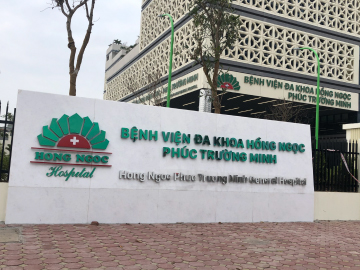 BỆNH VIỆN ĐA KHOA HỒNG NGỌC
PHÚC TRƯỜNG MINH
HONG NGOC
Hospital
BỆNH VIỆN ĐA KHOA HỒNG NGỌC
PHÚC TRƯỜNG MINH
Hong Ngoc Phuc Truong Minh General Hospital